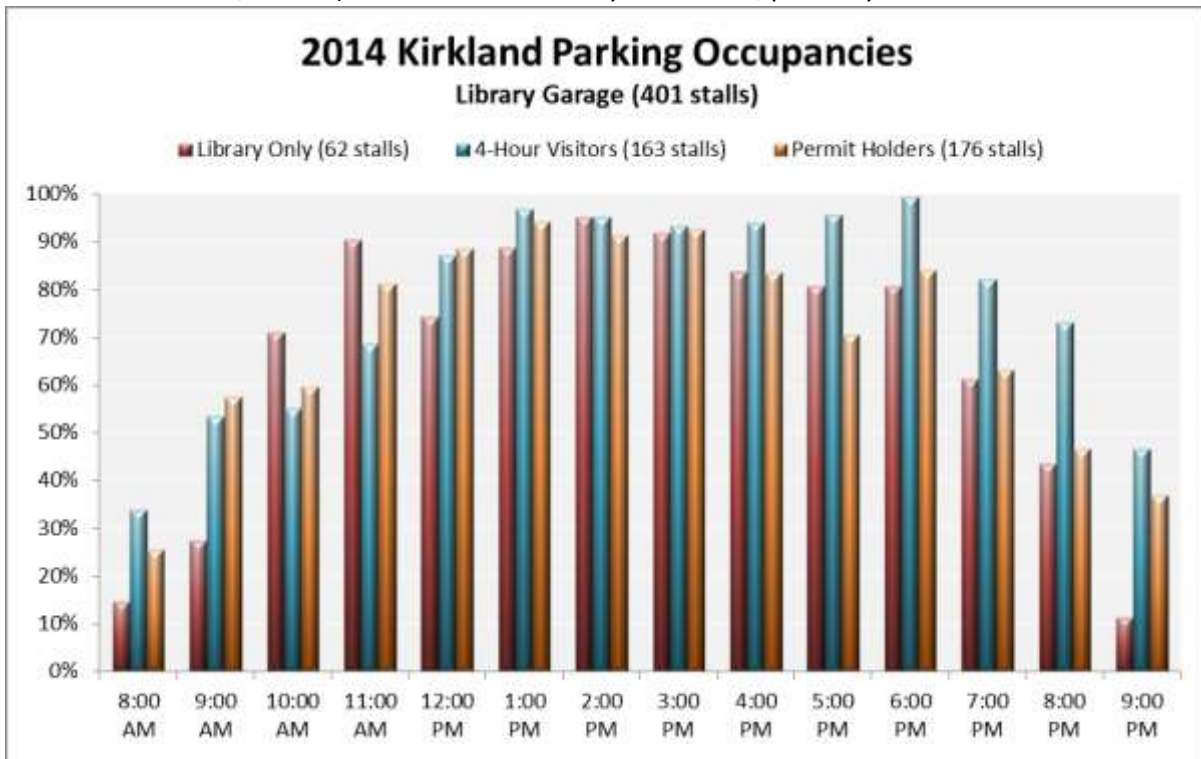 2014 Kirkland Parking Occupancies
Library Garage (401 stalls)
Library Only (62 stalls) 4-Hour Visitors (163 stalls) Permit Holders (176 stalls)
100%
90%
80%
70%
60%
50%
40%
30%
20%
10%
0%
8:00 9:00 10:00 11:00 12:00 1:00 2:00 3:00 4:00 5:00 6:00 7:00 8:00 9:00
AM AM AM AM PM PM PM PM PM PM PM PM PM PM